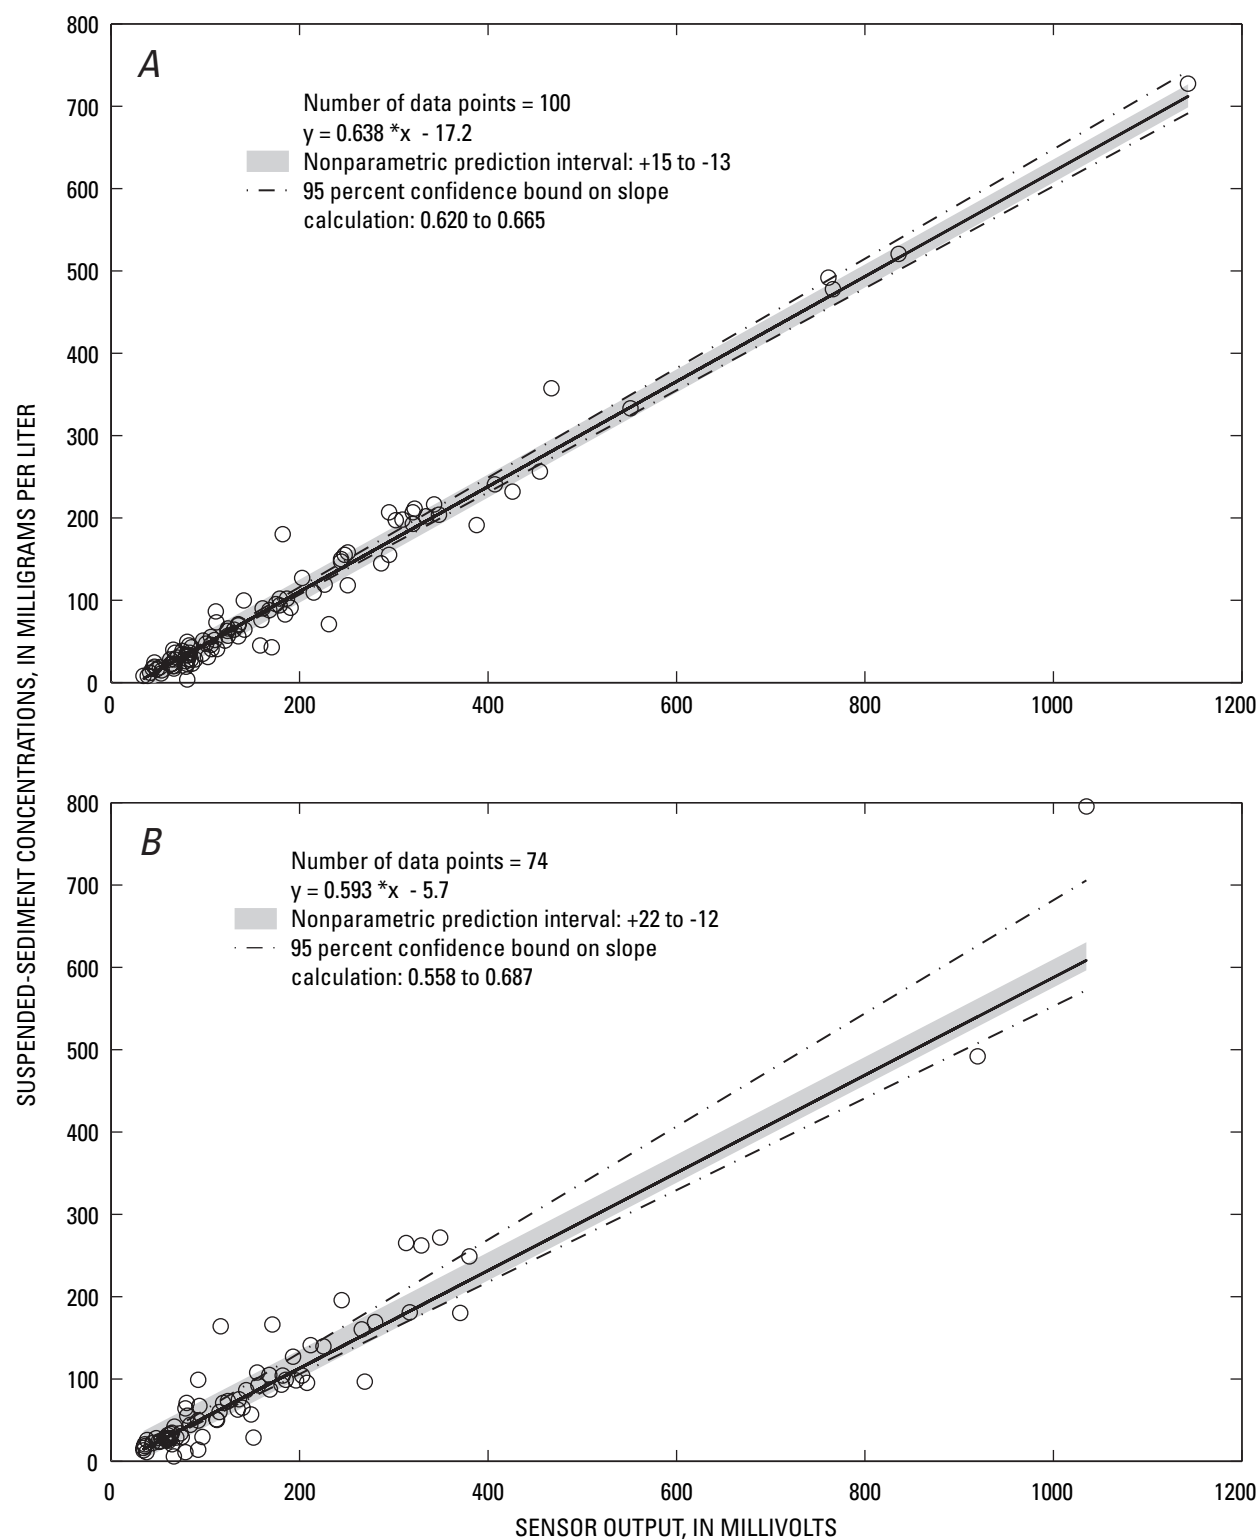 SUSPENDED-SEDIMENT CONCENTRATIONS, IN MILLIGRAMS PER LITER
800
700
600
500
400
300
200
100
0
A
Number of data points = 100
y = 0.638 *x - 17.2
Nonparametric prediction interval: +15 to -13
95 percent confidence bound on slope
calculation: 0.620 to 0.665
0 200 400 600 800 1000 1200
800
700
600
500
400
300
200
100
0
B
Number of data points = 74
y = 0.593 *x - 5.7
Nonparametric prediction interval: +22 to -12
95 percent confidence bound on slope
calculation: 0.558 to 0.687
0 200 400 600 800 1000 1200
SENSOR OUTPUT, IN MILLIVOLTS